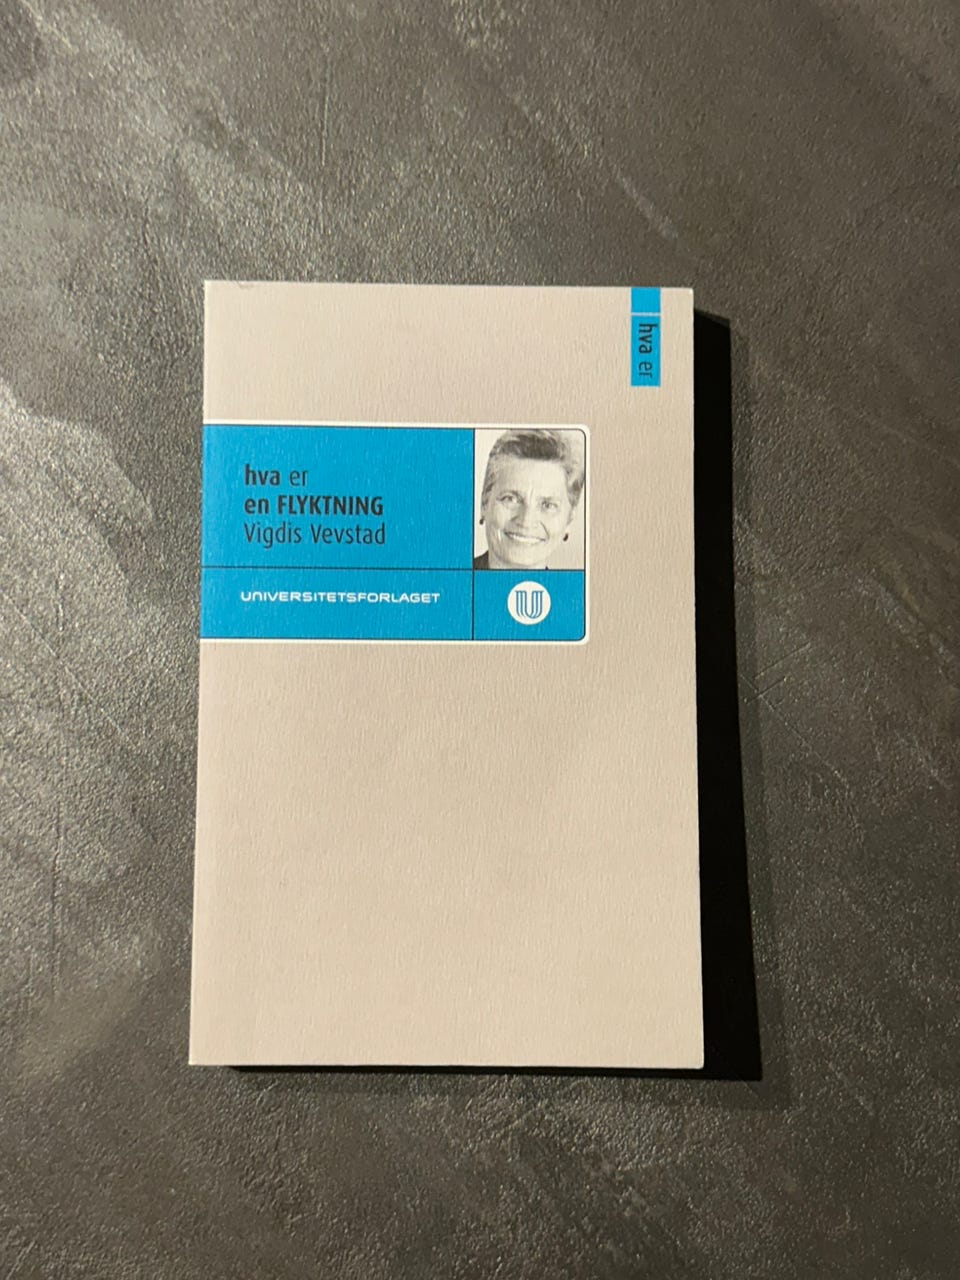 hva er
hva er
en FLYKTNING
Vigdis Vevstad
UNIVERSITETSFORLAGET
U